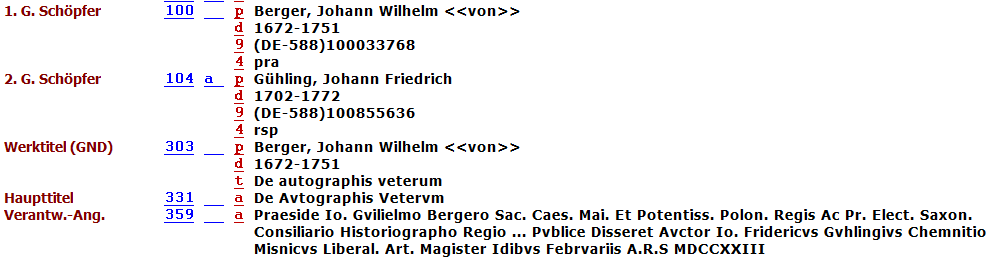 1. G. Schöpfer 100 p Berger, Johann Wilhelm <<von>>
d 1672-1751
9 (DE-588)100033768
4 pra
2. G. Schöpfer 104 a p Gühling, Johann Friedrich
d 1702-1772
9 (DE-588)100855636
4 rsp
Werktitel (GND) 303 p Berger, Johann Wilhelm <<von>>
d 1672-1751
t De autographis veterum
Haupttitel 331 a De Avtographis Vetervm
Verantw.-Ang. 359 a Praeside Io. Gvilielmo Bergero Sac. Caes. Mai. Et Potentiss. Polon. Regis Ac Pr. Elect. Saxon.
Consiliario Historiographo Regio ... Pvblice Disseret Avctor Io. Fridericvs Gvhlingivs Chemnitio
Misnicvs Liberal. Art. Magister Idibvs Febrvariis A.R.S MDCCXXIII